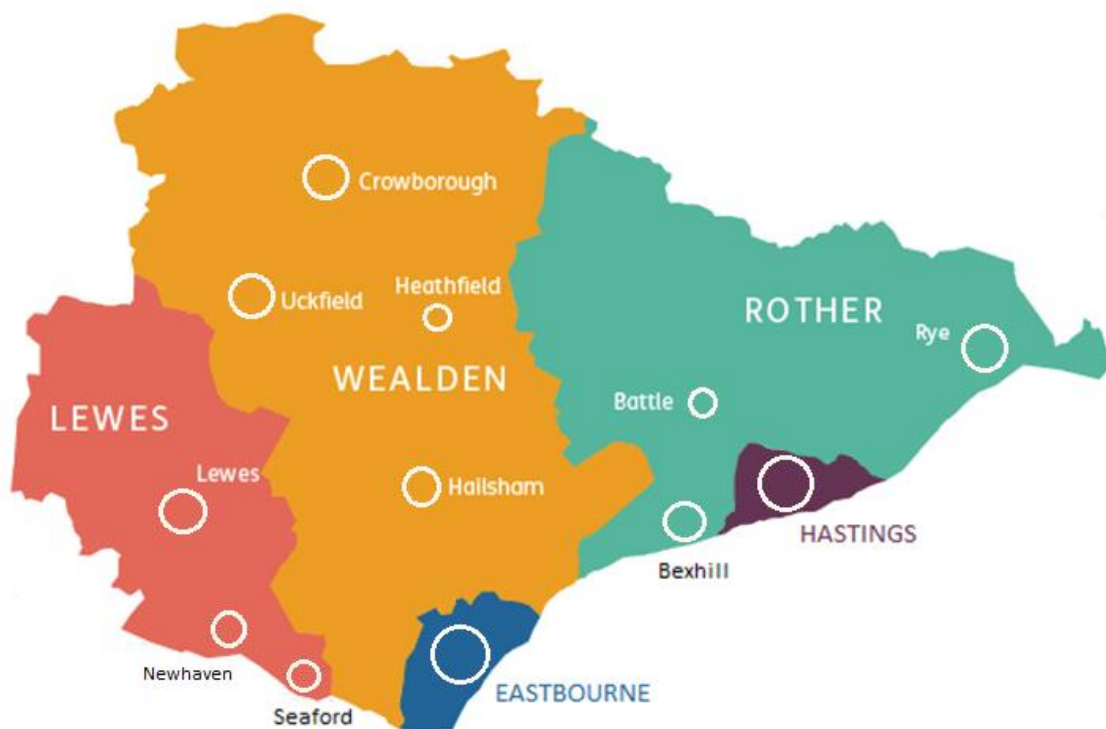 Crowborough
Heathfield
Uckfield
ROTHER
Rye
WEALDEN
Battle
LEWES
Lewes
Hailsham
HASTINGS
Bexhill
Newhaven
EASTBOURNE
Seaford